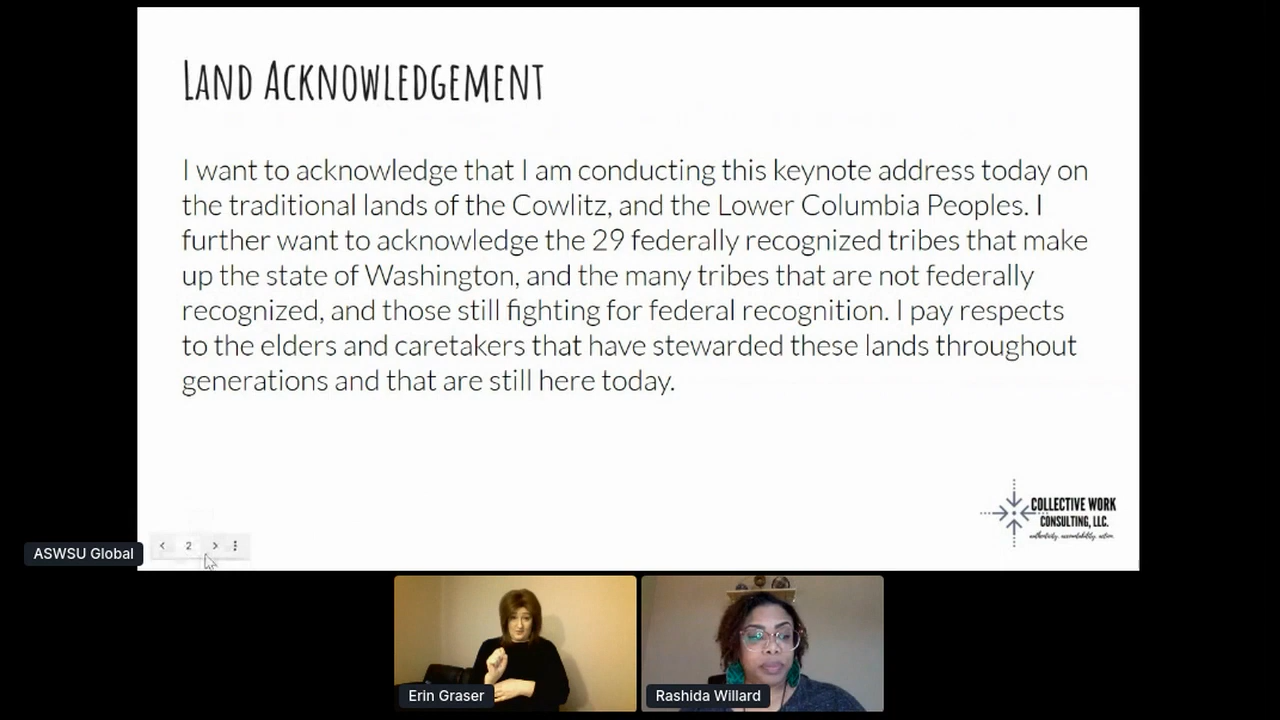 LAND ACKNOWLEDGEMENT
I want to acknowledge that I am conducting this keynote address today on
the traditional lands of the Cowlitz, and the Lower Columbia Peoples. I
further want to acknowledge the 29 federally recognized tribes that make
up the state of Washington, and the many tribes that are not federally
recognized, and those still fighting for federal recognition. I pay respects
to the elders and caretakers that have stewarded these lands throughout
generations and that are still here today.
COLLECTIVE WORK
CONSULTING, LLC.
authenticity. accountability. action.
2
ASWSU Global
Erin Graser
Rashida Willard